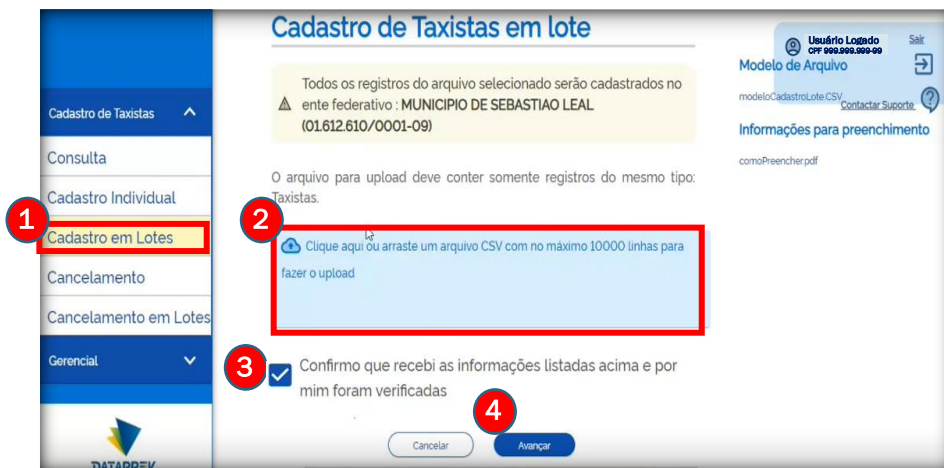 Cadastro de Taxistas em lote
Usuário Logado
CPF 999.999.999-99
Sair
Modelo de Arquivo
modeloCadastroLote.CSV
Contactar Suporte
Informações para preenchimento
comoPreencher.pdf
Todos os registros do arquivo selecionado serão cadastrados no
ente federativo : MUNICIPIO DE SEBASTIAO LEAL
(01.612.610/0001-09)
Cadastro de Taxistas
Consulta
Cadastro Individual
1
Cadastro em Lotes
Cancelamento
Cancelamento em Lotes
Gerencial
DATAPREV
O arquivo para upload deve conter somente registros do mesmo tipo:
Taxistas.
2
Clique aqui ou arraste um arquivo CSV com no máximo 10000 linhas para
fazer o upload
3
Confirmo que recebi as informações listadas acima e por
mim foram verificadas
4
Cancelar
Avançar